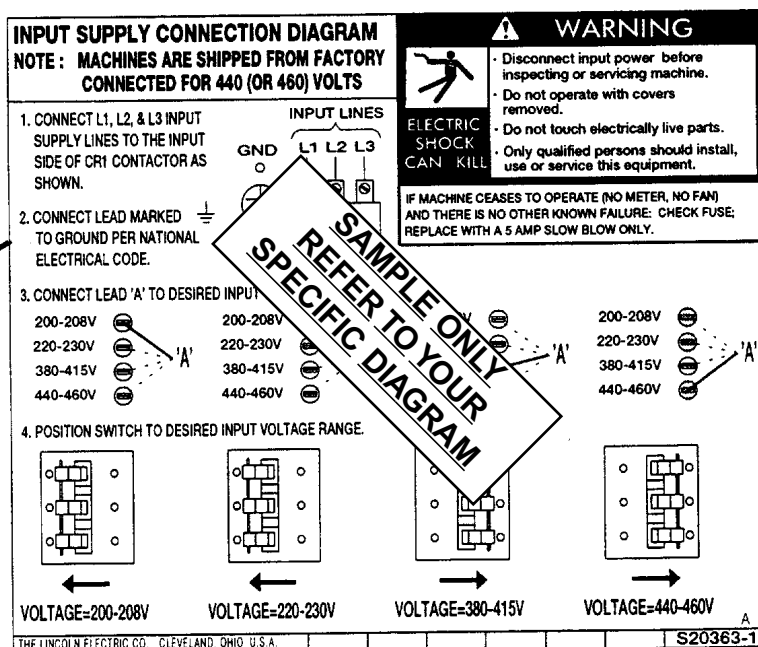 INPUT SUPPLY CONNECTION DIAGRAM
NOTE : MACHINES ARE SHIPPED FROM FACTORY
CONNECTED FOR 440 (OR 460) VOLTS
WARNING
ELECTRIC
SHOCK
CAN KILL
· Disconnect input power before
inspecting or servicing machine.
· Do not operate with covers
removed.
· Do not touch electrically live parts.
· Only qualified persons should install,
use or service this equipment.
IF MACHINE CEASES TO OPERATE (NO METER, NO FAN)
AND THERE IS NO OTHER KNOWN FAILURE: CHECK FUSE;
REPLACE WITH A 5 AMP SLOW BLOW ONLY.
1. CONNECT L1, L2, & L3 INPUT
SUPPLY LINES TO THE INPUT
SIDE OF CR1 CONTACTOR AS
SHOWN.
INPUT LINES
GND L1 L2 L3
2. CONNECT LEAD MARKED
TO GROUND PER NATIONAL
ELECTRICAL CODE.
SAMPLE ONLY
REFER TO YOUR
SPECIFIC DIAGRAM
3. CONNECT LEAD 'A' TO DESIRED INPUT
200-208V
220-230V
380-415V
440-460V
'A'
200-208V
220-230V
380-415V
440-460V
'A'
200-208V
220-230V
380-415V
440-460V
'A'
4. POSITION SWITCH TO DESIRED INPUT VOLTAGE RANGE.
VOLTAGE=200-208V
VOLTAGE=220-230V
VOLTAGE=380-415V
VOLTAGE=440-460V
A
THE LINCOLN ELECTRIC CO. CLEVELAND OHIO U.S.A.
S20363-1